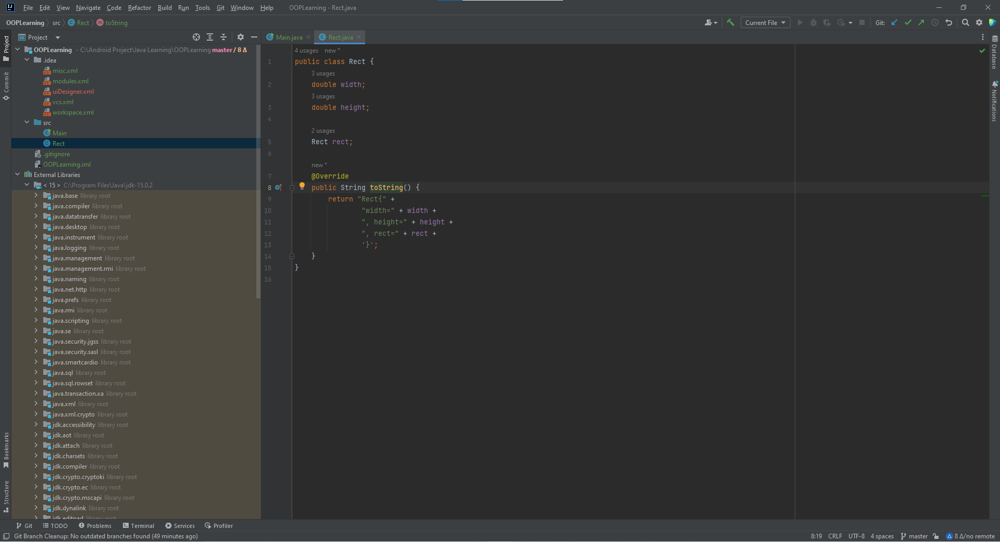 File Edit View Navigate Code Refactor Build Run Tools Git Window Help OOPLearning - Rect.java
OOPLearning src Rect toString
Current File Git:
Project
Main.java Rect.java
OOPLearning - C:\Android Project\Java Learning\OOPLearning master / 8 Δ
.idea
misc.xml
modules.xml
uiDesigner.xml
vcs.xml
workspace.xml
src
Main
Rect
.gitignore
OOPLearning.iml
External Libraries
< 15 > C:\Program Files\Java\jdk-15.0.2
java.base library root
java.compiler library root
java.datatransfer library root
java.desktop library root
java.instrument library root
java.logging library root
java.management library root
java.management.rmi library root
java.naming library root
java.net.http library root
java.prefs library root
java.rmi library root
java.scripting library root
java.se library root
java.security.jgss library root
java.security.sasl library root
java.smartcardio library root
java.sql library root
java.sql.rowset library root
java.transaction.xa library root
java.xml library root
java.xml.crypto library root
jdk.accessibility library root
jdk.aot library root
jdk.attach library root
jdk.charsets library root
jdk.compiler library root
jdk.crypto.cryptoki library root
jdk.crypto.ec library root
jdk.crypto.mscapi library root
jdk.dynalink library root
jdk.editpad library root
4 usages new *
1 public class Rect {
3 usages
2 double width;
3 usages
3 double height;
4
2 usages
5 Rect rect;
6
new *
7 @Override
8 public String toString() {
9 return "Rect{" +
10 "width=" + width +
11 ", height=" + height +
12 ", rect=" + rect +
13 '}';
14 }
15 }
16
Project
Commit
Bookmarks
Structure
Database
Notifications
Git TODO Problems Terminal Services Profiler
Git Branch Cleanup: No outdated branches found (49 minutes ago) 8:19 CRLF UTF-8 4 spaces master 8 Δ/no remote